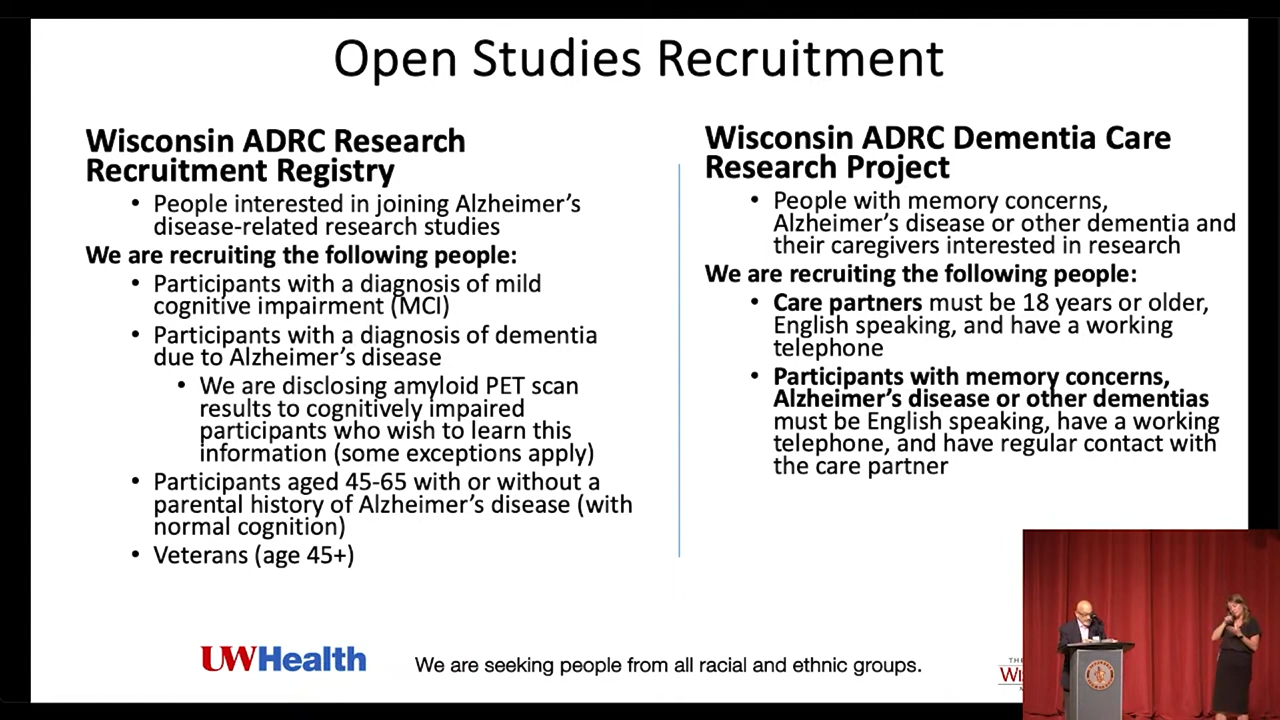 Open Studies Recruitment
Wisconsin ADRC Research
Recruitment Registry
• People interested in joining Alzheimer's
disease-related research studies
We are recruiting the following people:
• Participants with a diagnosis of mild
cognitive impairment (MCI)
• Participants with a diagnosis of dementia
due to Alzheimer's disease
• We are disclosing amyloid PET scan
results to cognitively impaired
participants who wish to learn this
information (some exceptions apply)
• Participants aged 45-65 with or without a
parental history of Alzheimer's disease (with
normal cognition)
• Veterans (age 45+)
Wisconsin ADRC Dementia Care
Research Project
• People with memory concerns,
Alzheimer's disease or other dementia and
their caregivers interested in research
We are recruiting the following people:
• Care partners must be 18 years or older,
English speaking, and have a working
telephone
• Participants with memory concerns,
Alzheimer's disease or other dementias
must be English speaking, have a working
telephone, and have regular contact with
the care partner
UWHealth
We are seeking people from all racial and ethnic groups.